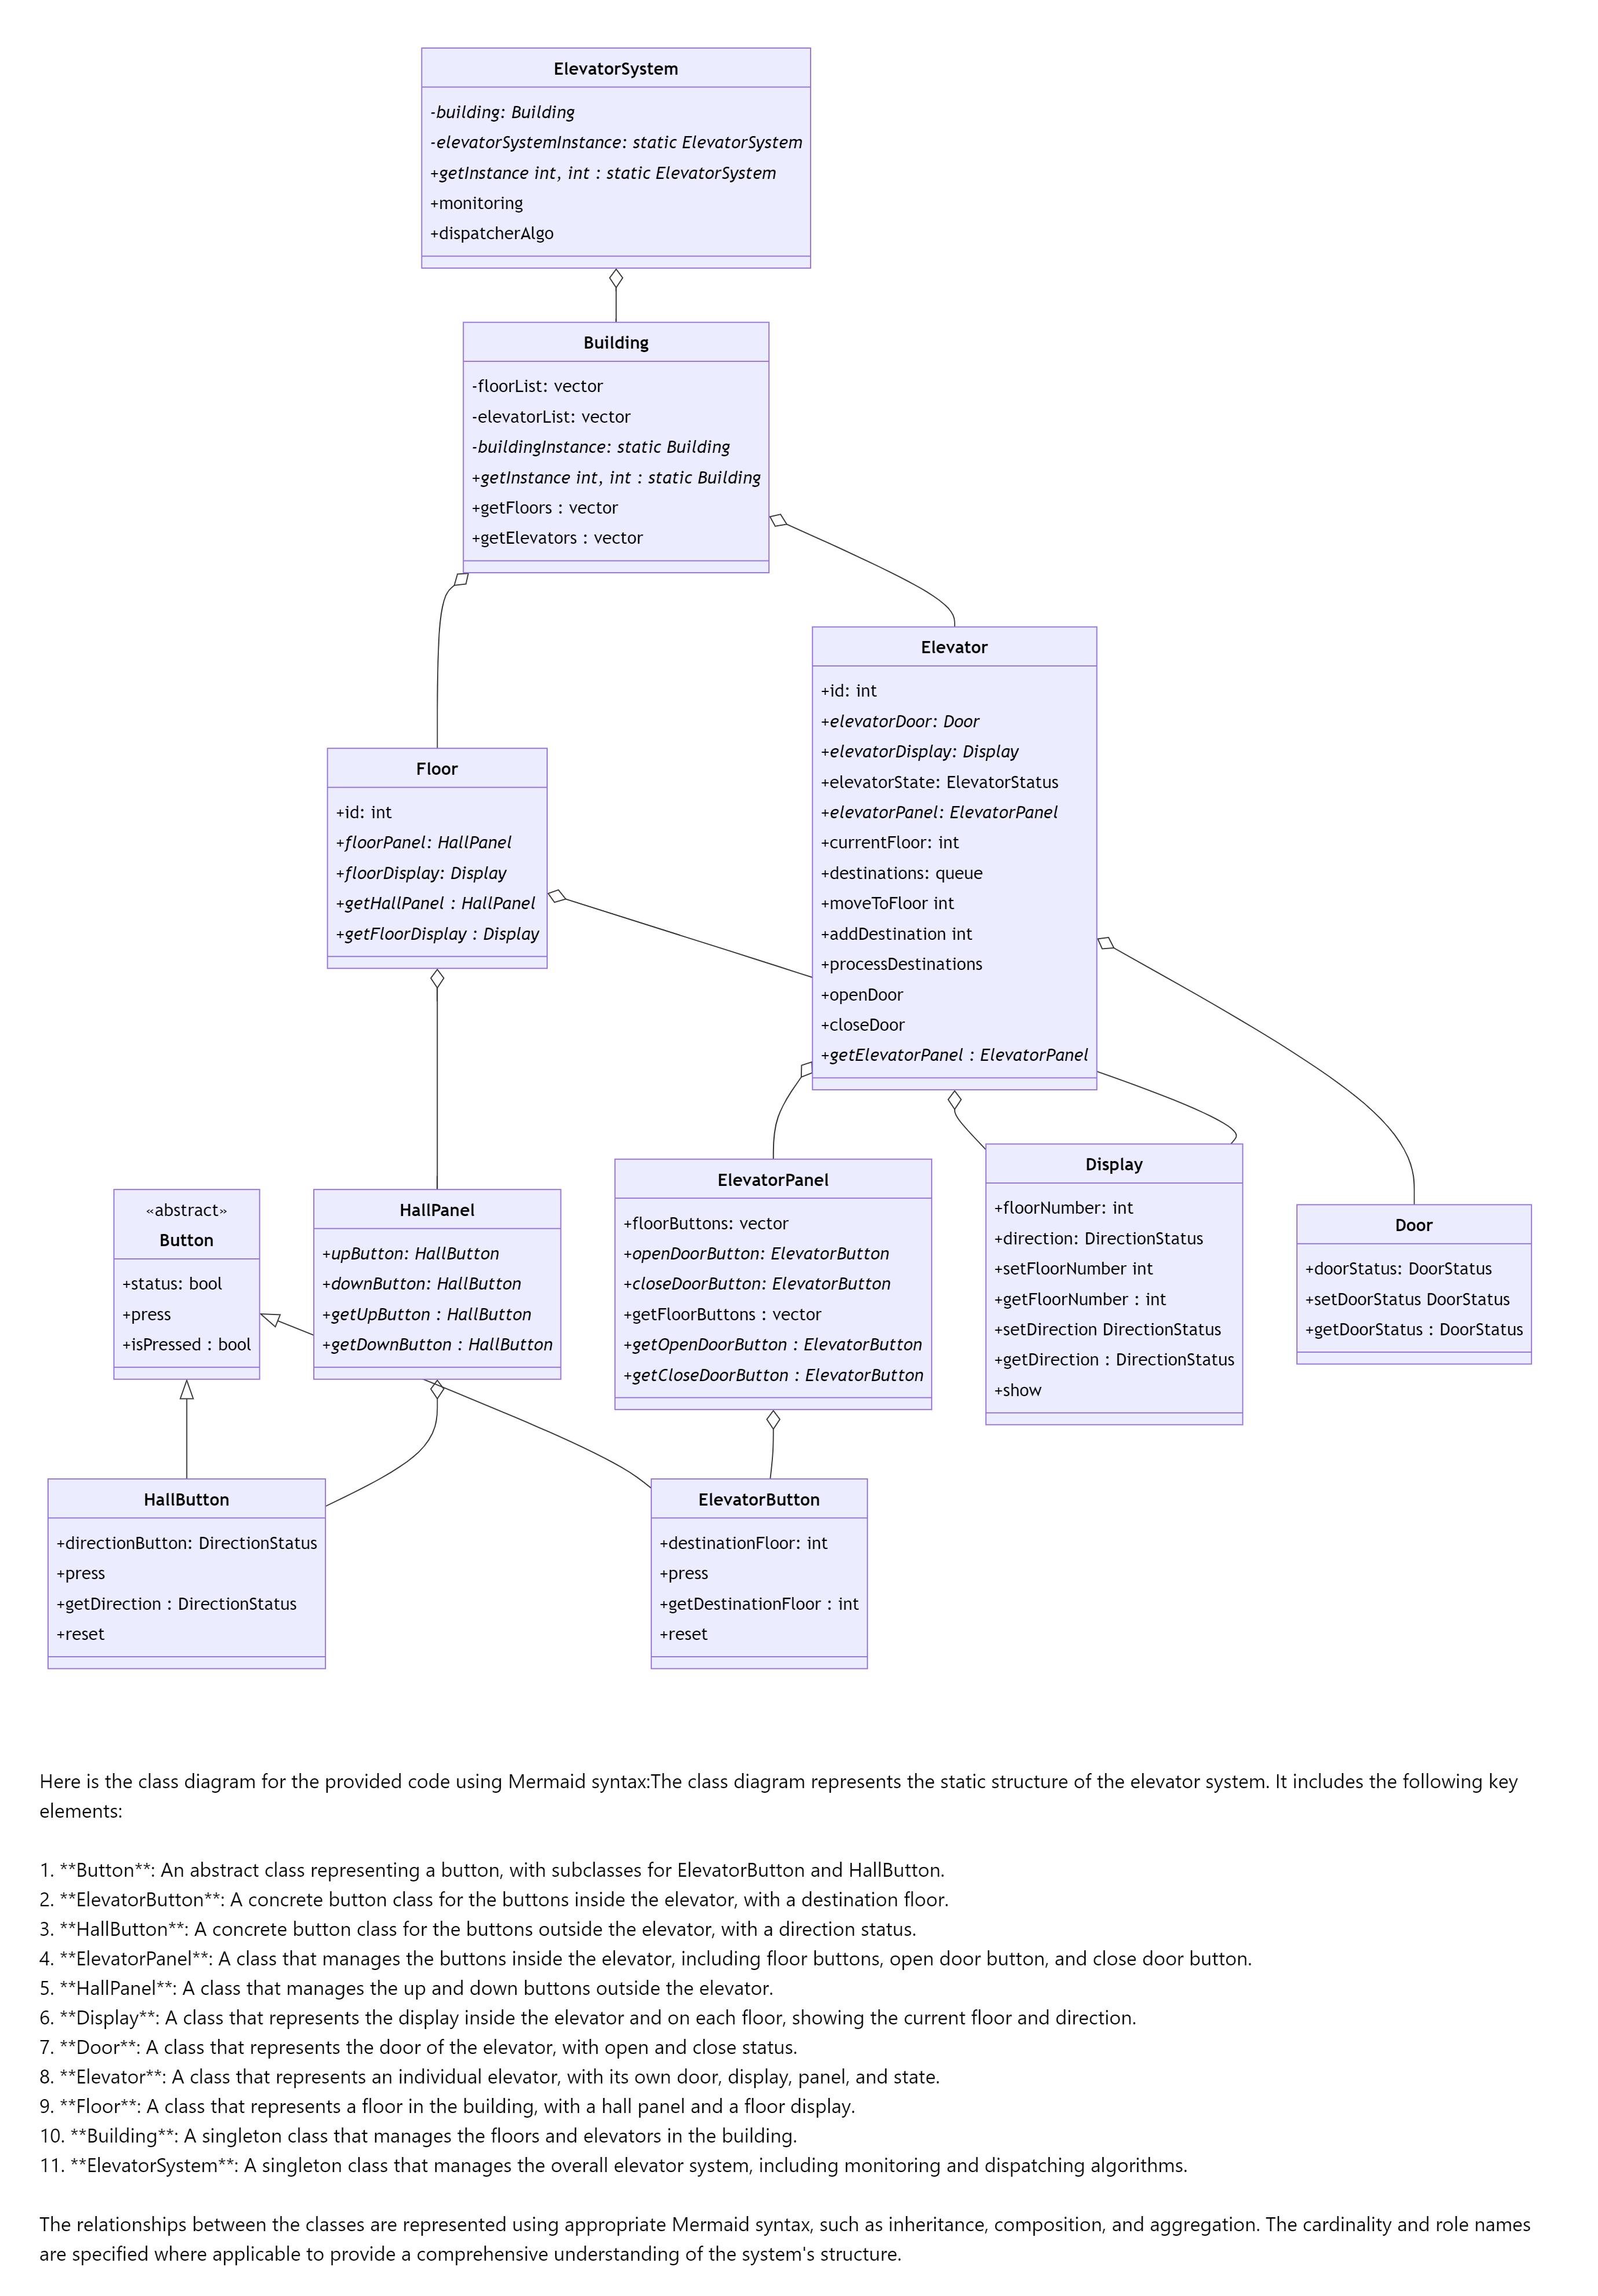 ElevatorSystem
-building: Building
-elevatorSystemInstance: static ElevatorSystem
+getInstance int, int : static ElevatorSystem
+monitoring
+dispatcherAlgo
Building
-floorList: vector
-elevatorList: vector
-buildingInstance: static Building
+getInstance int, int : static Building
+getFloors : vector
+getElevators : vector
Elevator
+id: int
+elevatorDoor: Door
+elevatorDisplay: Display
+elevatorState: ElevatorStatus
+elevatorPanel: ElevatorPanel
+currentFloor: int
+destinations: queue
+moveToFloor int
+addDestination int
+processDestinations
+openDoor
+closeDoor
+getElevatorPanel : ElevatorPanel
Floor
+id: int
+floorPanel: HallPanel
+floorDisplay: Display
+getHallPanel : HallPanel
+getFloorDisplay : Display
«abstract»
Button
+status: bool
+press
+isPressed : bool
HallPanel
+upButton: HallButton
+downButton: HallButton
+getUpButton : HallButton
+getDownButton : HallButton
ElevatorPanel
+floorButtons: vector
+openDoorButton: ElevatorButton
+closeDoorButton: ElevatorButton
+getFloorButtons : vector
+getOpenDoorButton : ElevatorButton
+getCloseDoorButton : ElevatorButton
Display
+floorNumber: int
+direction: DirectionStatus
+setFloorNumber int
+getFloorNumber : int
+setDirection DirectionStatus
+getDirection : DirectionStatus
+show
Door
+doorStatus: DoorStatus
+setDoorStatus DoorStatus
+getDoorStatus : DoorStatus
HallButton
+directionButton: DirectionStatus
+press
+getDirection : DirectionStatus
+reset
ElevatorButton
+destinationFloor: int
+press
+getDestinationFloor : int
+reset
Here is the class diagram for the provided code using Mermaid syntax:The class diagram represents the static structure of the elevator system. It includes the following key
elements:
1. **Button**: An abstract class representing a button, with subclasses for ElevatorButton and HallButton.
2. **ElevatorButton**: A concrete button class for the buttons inside the elevator, with a destination floor.
3. **HallButton**: A concrete button class for the buttons outside the elevator, with a direction status.
4. **ElevatorPanel**: A class that manages the buttons inside the elevator, including floor buttons, open door button, and close door button.
5. **HallPanel**: A class that manages the up and down buttons outside the elevator.
6. **Display**: A class that represents the display inside the elevator and on each floor, showing the current floor and direction.
7. **Door**: A class that represents the door of the elevator, with open and close status.
8. **Elevator**: A class that represents an individual elevator, with its own door, display, panel, and state.
9. **Floor**: A class that represents a floor in the building, with a hall panel and a floor display.
10. **Building**: A singleton class that manages the floors and elevators in the building.
11. **ElevatorSystem**: A singleton class that manages the overall elevator system, including monitoring and dispatching algorithms.
The relationships between the classes are represented using appropriate Mermaid syntax, such as inheritance, composition, and aggregation. The cardinality and role names
are specified where applicable to provide a comprehensive understanding of the system's structure.